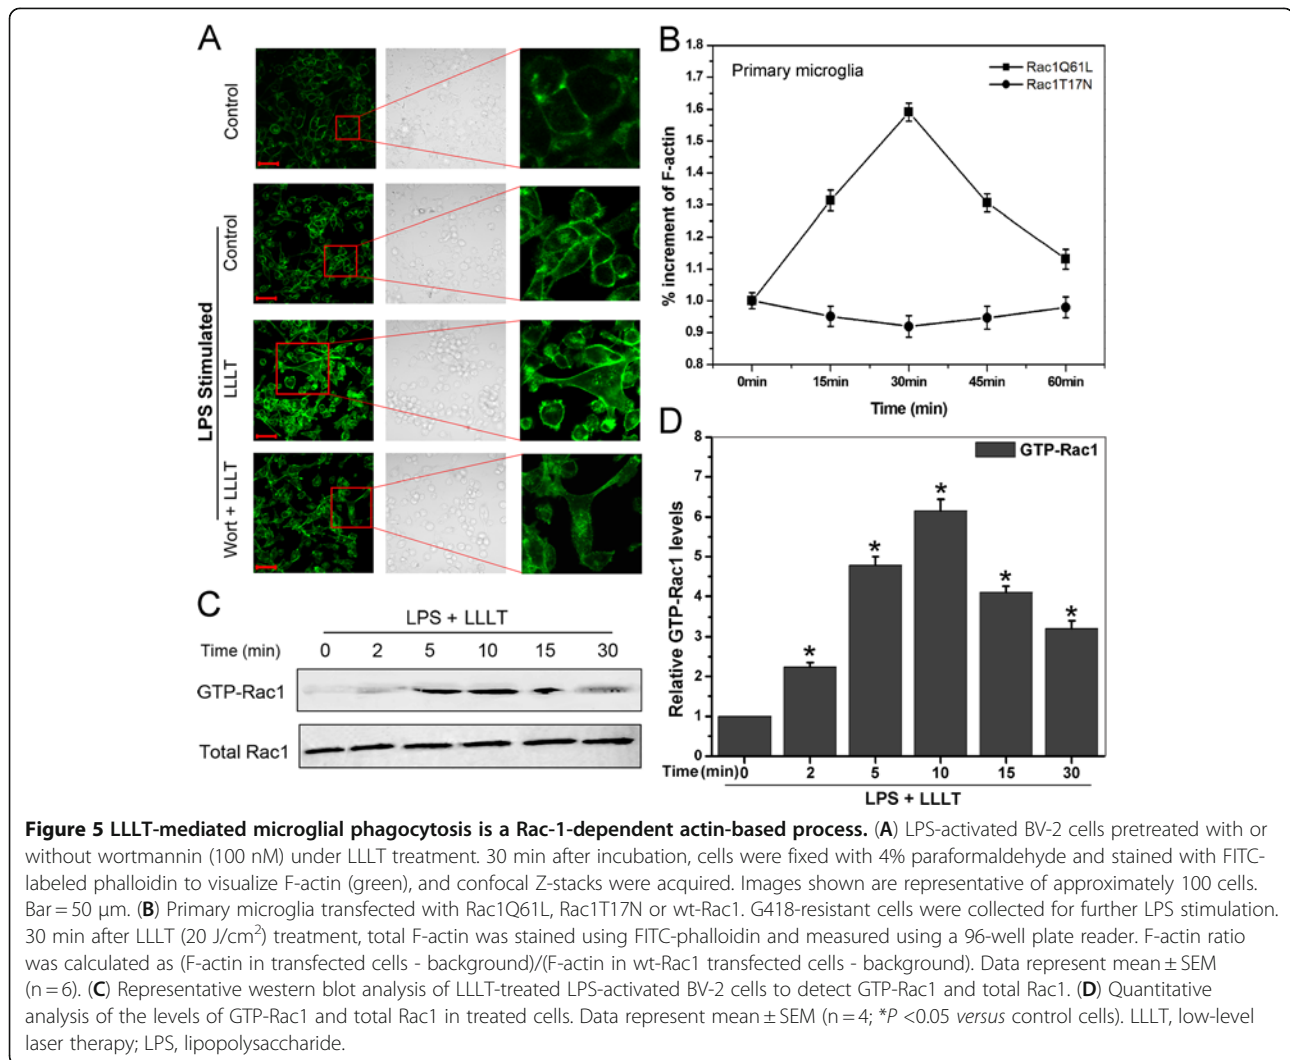 A
Control
Control
LLLT
Wort + LLLT
LPS Stimulated
B
Primary microglia
Rac1Q61L
Rac1T17N
% increment of F-actin
1.8
1.7
1.6
1.5
1.4
1.3
1.2
1.1
1.0
0.9
0.8
0min 15min 30min 45min 60min
Time (min)
C
LPS + LLLT
Time (min) 0 2 5 10 15 30
GTP-Rac1
Total Rac1
D
GTP-Rac1
Relative GTP-Rac1 levels
8
7
6
5
4
3
2
1
0
* * * * *
Time(min) 0 2 5 10 15 30
LPS + LLLT
Figure 5 LLLT-mediated microglial phagocytosis is a Rac-1-dependent actin-based process. (A) LPS-activated BV-2 cells pretreated with or
without wortmannin (100 nM) under LLLT treatment. 30 min after incubation, cells were fixed with 4% paraformaldehyde and stained with FITC-
labeled phalloidin to visualize F-actin (green), and confocal Z-stacks were acquired. Images shown are representative of approximately 100 cells.
Bar = 50 μm. (B) Primary microglia transfected with Rac1Q61L, Rac1T17N or wt-Rac1. G418-resistant cells were collected for further LPS stimulation.
30 min after LLLT (20 J/cm²) treatment, total F-actin was stained using FITC-phalloidin and measured using a 96-well plate reader. F-actin ratio
was calculated as (F-actin in transfected cells - background)/(F-actin in wt-Rac1 transfected cells - background). Data represent mean ± SEM
(n = 6). (C) Representative western blot analysis of LLLT-treated LPS-activated BV-2 cells to detect GTP-Rac1 and total Rac1. (D) Quantitative
analysis of the levels of GTP-Rac1 and total Rac1 in treated cells. Data represent mean ± SEM (n = 4; *P <0.05 versus control cells). LLLT, low-level
laser therapy; LPS, lipopolysaccharide.